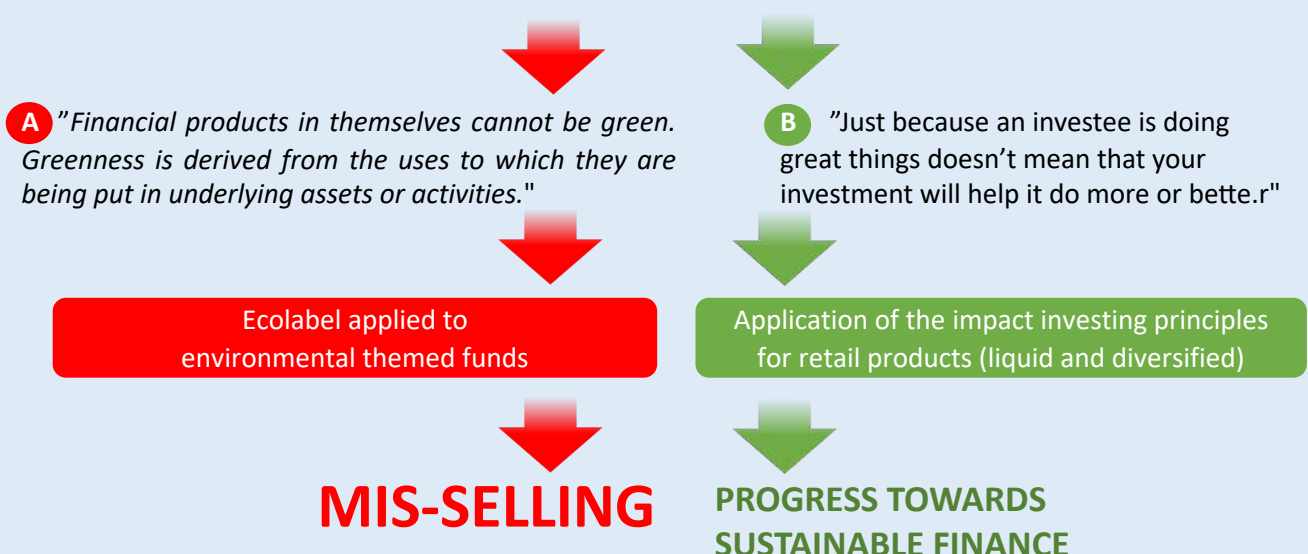 A "Financial products in themselves cannot be green.
Greenness is derived from the uses to which they are
being put in underlying assets or activities."
B "Just because an investee is doing
great things doesn’t mean that your
investment will help it do more or bette.r"
Ecolabel applied to
environmental themed funds
Application of the impact investing principles
for retail products (liquid and diversified)
MIS-SELLING
PROGRESS TOWARDS
SUSTAINABLE FINANCE